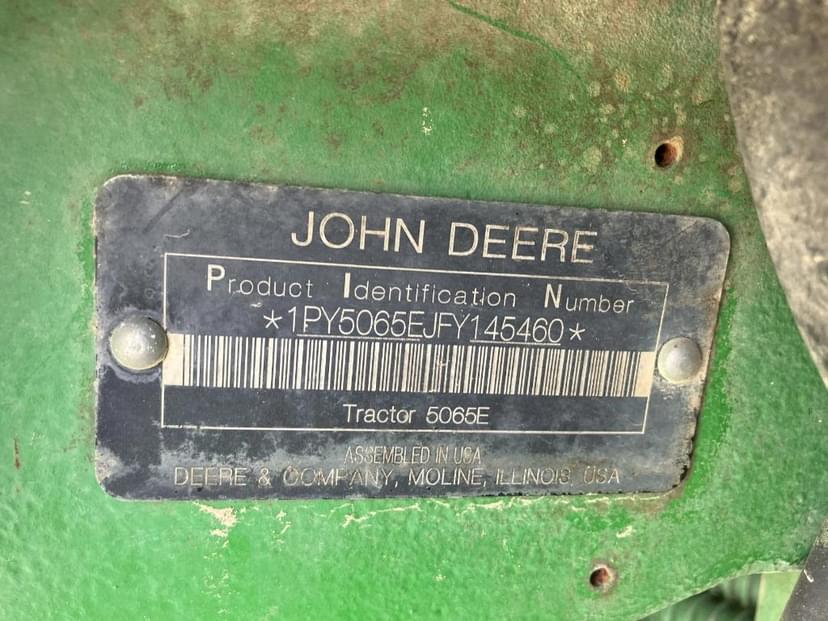 JOHN DEERE
Product Identification Number
*1PY5065EJFY145460*
Tractor 5065E
ASSEMBLED IN USA
DEERE & COMPANY, MOLINE, ILLINOIS, USA